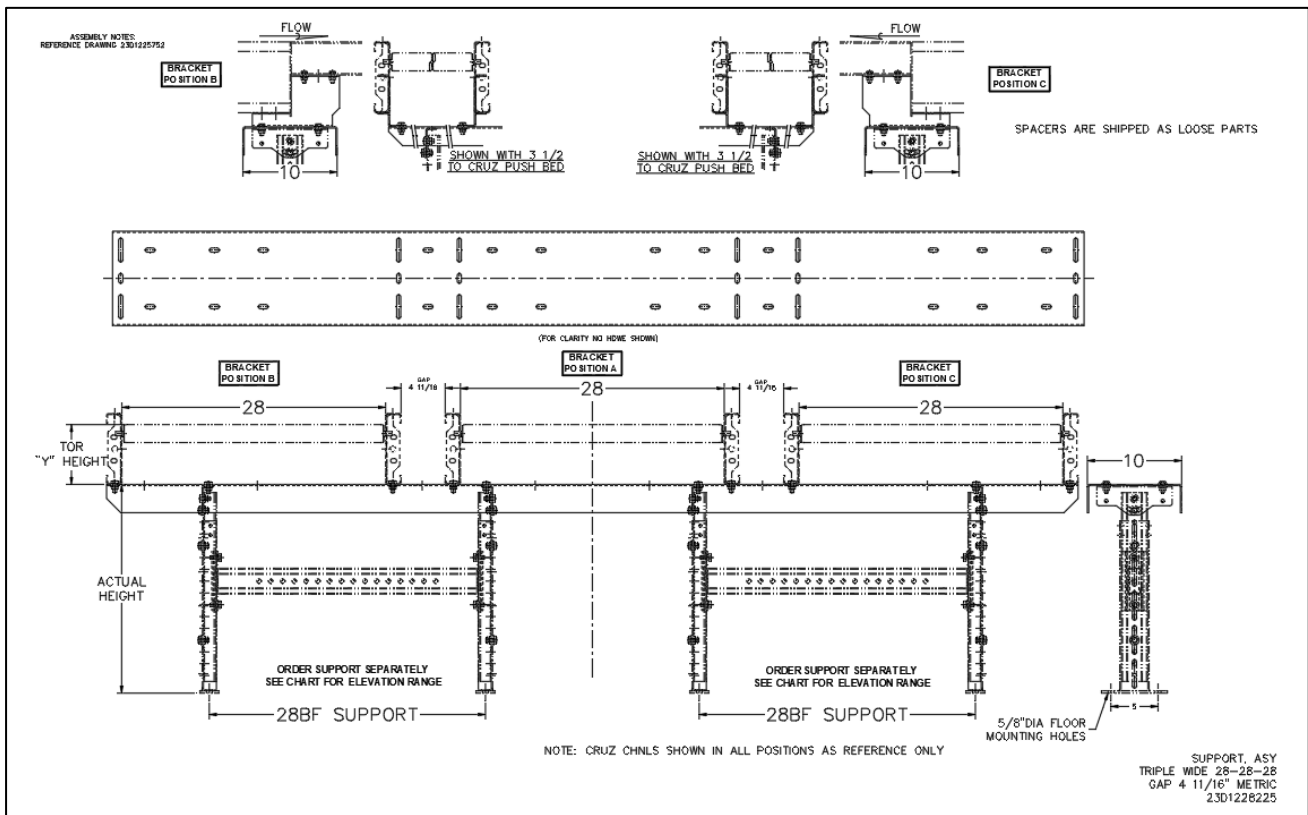 ASSEMBLY NOTES:
REFERENCE DRAWING 23D1225752
FLOW
FLOW
BRACKET
POSITION B
BRACKET
POSITION C
SPACERS ARE SHIPPED AS LOOSE PARTS
SHOWN WITH 3 1/2
TO CRUZ PUSH BED
SHOWN WITH 3 1/2
TO CRUZ PUSH BED
10
10
(FOR CLARITY NO HDWE SHOWN)
BRACKET
POSITION B
BRACKET
POSITION A
BRACKET
POSITION C
GAP
4 11/16
GAP
4 11/16
28
28
28
TOR
"Y" HEIGHT
10
ACTUAL
HEIGHT
ORDER SUPPORT SEPARATELY
SEE CHART FOR ELEVATION RANGE
ORDER SUPPORT SEPARATELY
SEE CHART FOR ELEVATION RANGE
28BF SUPPORT
28BF SUPPORT
5
5/8"DIA FLOOR
MOUNTING HOLES
NOTE: CRUZ CHNLS SHOWN IN ALL POSITIONS AS REFERENCE ONLY
SUPPORT, ASY
TRIPLE WIDE 28-28-28
GAP 4 11/16" METRIC
23D1228225